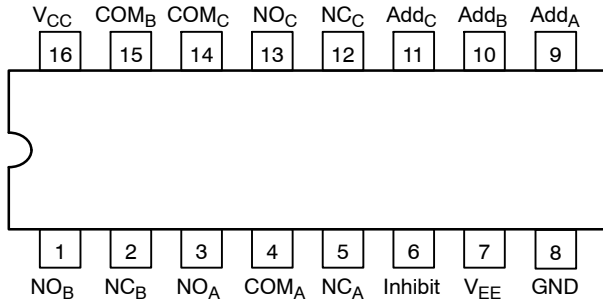 VCC COMB COMC NOC NCC AddC AddB AddA
16 15 14 13 12 11 10 9
1 2 3 4 5 6 7 8
NOB NCB NOA COMA NCA Inhibit VEE GND